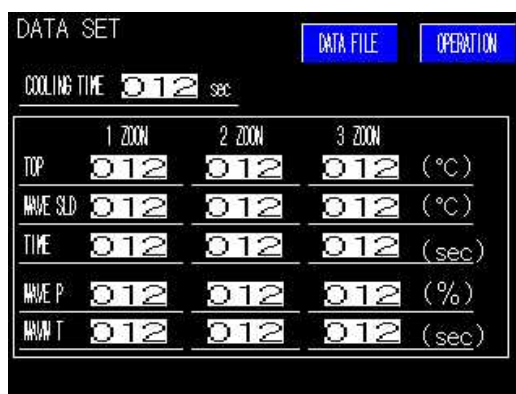 DATA SET
DATA FILE
OPERATION
COOLING TIME 012 sec
1 ZOON 2 ZOON 3 ZOON
TOP 012 012 012 (°C)
WAVE SLD 012 012 012 (°C)
TIME 012 012 012 (sec)
WAVE P 012 012 012 (%)
WAVW T 012 012 012 (sec)